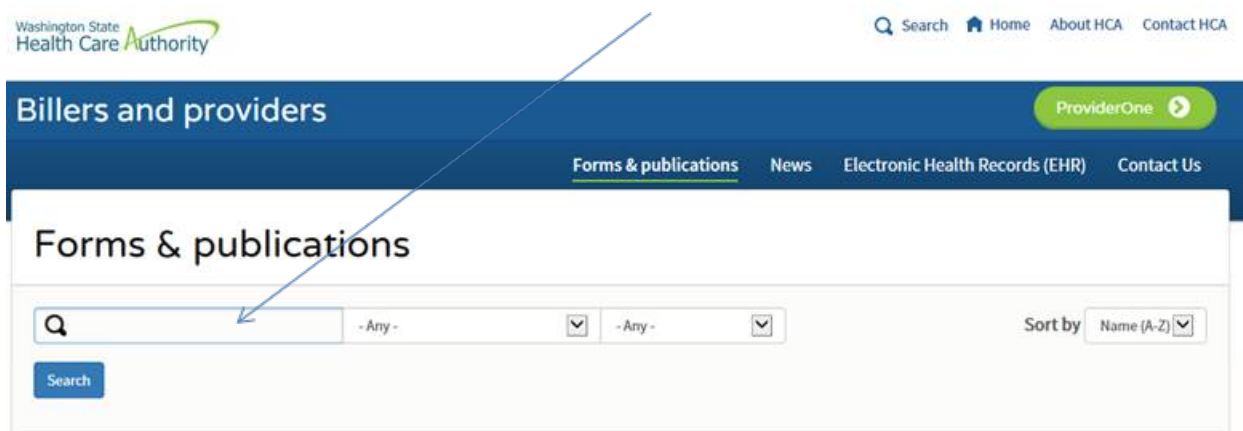 Washington State
Health Care Authority
Search Home About HCA Contact HCA
Billers and providers
ProviderOne
Forms & publications News Electronic Health Records (EHR) Contact Us
Forms & publications
- Any - - Any - Sort by Name (A-Z)
Search